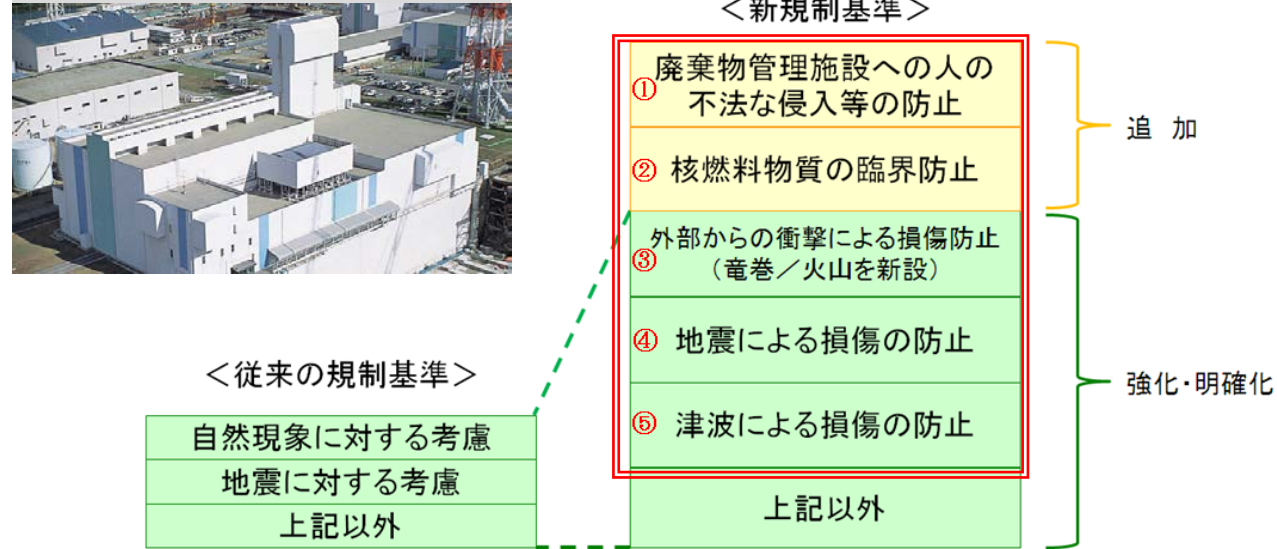 ＜新規制基準＞
①廃棄物管理施設への人の
不法な侵入等の防止
②核燃料物質の臨界防止
③外部からの衝撃による損傷防止
（竜巻／火山を新設）
④地震による損傷の防止
⑤津波による損傷の防止
上記以外
追　加
強化・明確化
＜従来の規制基準＞
自然現象に対する考慮
地震に対する考慮
上記以外